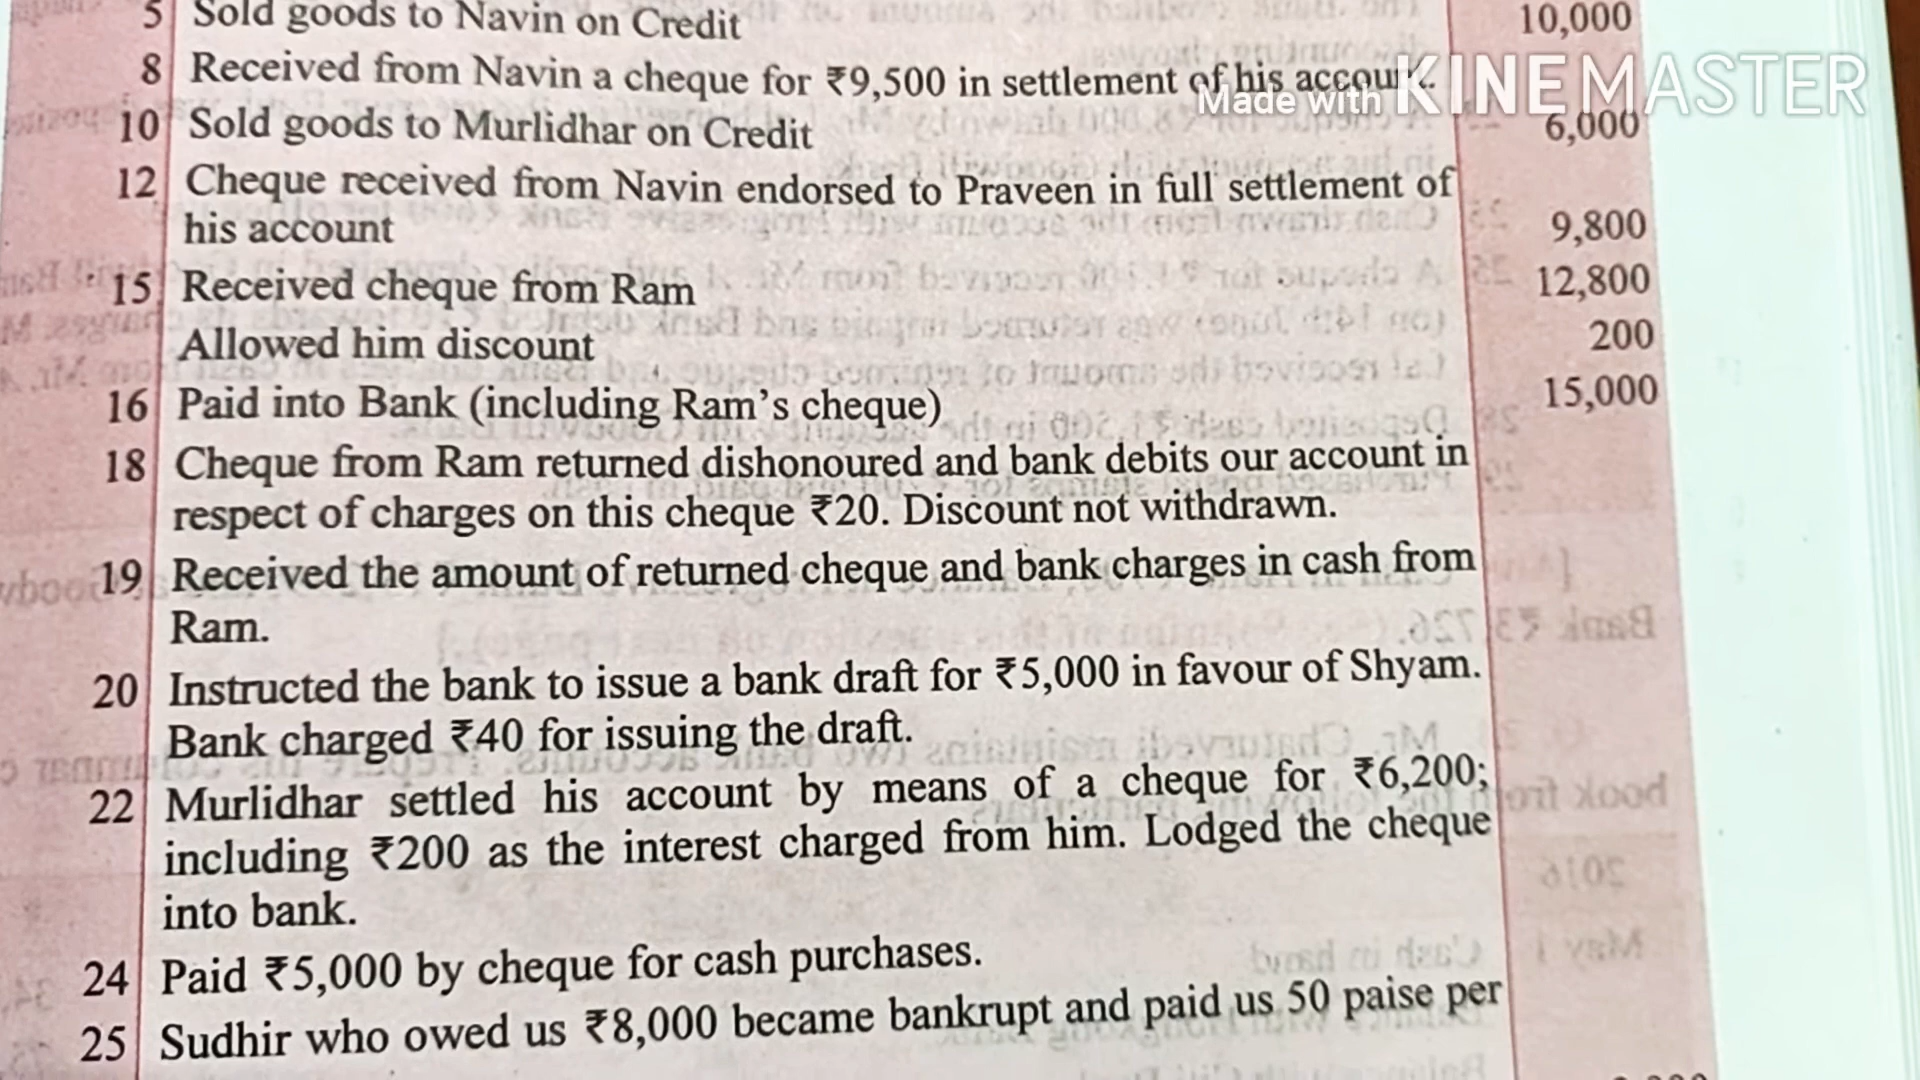 5 Sold goods to Navin on Credit 10,000
8 Received from Navin a cheque for ₹9,500 in settlement of his account.
Made with KINEMASTER
10 Sold goods to Murlidhar on Credit 6,000
12 Cheque received from Navin endorsed to Praveen in full settlement of
his account 9,800
15 Received cheque from Ram 12,800
Allowed him discount 200
16 Paid into Bank (including Ram's cheque) 15,000
18 Cheque from Ram returned dishonoured and bank debits our account in
respect of charges on this cheque ₹20. Discount not withdrawn.
19 Received the amount of returned cheque and bank charges in cash from
Ram.
20 Instructed the bank to issue a bank draft for ₹5,000 in favour of Shyam.
Bank charged ₹40 for issuing the draft.
22 Murlidhar settled his account by means of a cheque for ₹6,200;
including ₹200 as the interest charged from him. Lodged the cheque
into bank.
24 Paid ₹5,000 by cheque for cash purchases.
25 Sudhir who owed us ₹8,000 became bankrupt and paid us 50 paise per